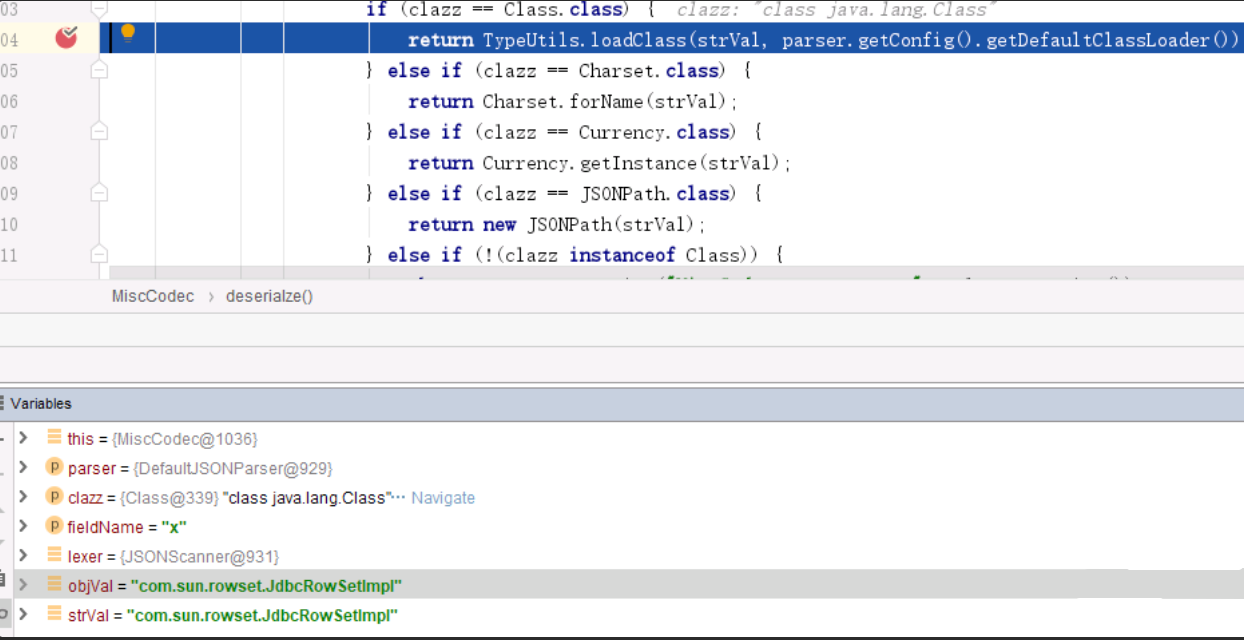 03 if (clazz == Class.class) { clazz: "class java.lang.Class"
04 return TypeUtils.loadClass(strVal, parser.getConfig().getDefaultClassLoader())
05 } else if (clazz == Charset.class) {
06 return Charset.forName(strVal);
07 } else if (clazz == Currency.class) {
08 return Currency.getInstance(strVal);
09 } else if (clazz == JSONPath.class) {
10 return new JSONPath(strVal);
11 } else if (!(clazz instanceof Class)) {
MiscCodec › deserialze()
Variables
this = {MiscCodec@1036}
p parser = {DefaultJSONParser@929}
p clazz = {Class@339} "class java.lang.Class"... Navigate
p fieldName = "x"
lexer = {JSONScanner@931}
objVal = "com.sun.rowset.JdbcRowSetImpl"
strVal = "com.sun.rowset.JdbcRowSetImpl"